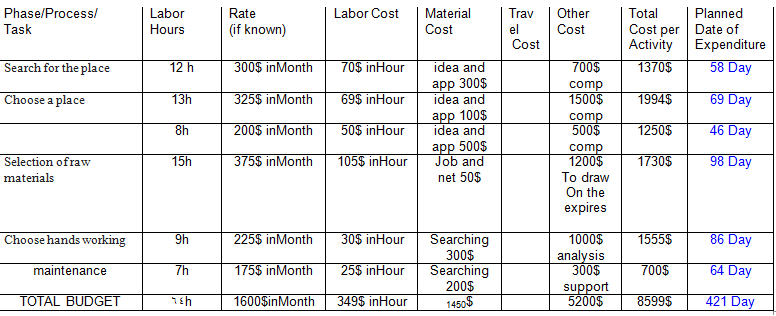 Phase/Process/ Labor Rate Labor Cost Material Trav Other Total Planned
Task Hours (if known) Cost el Cost Cost per Date of
Cost Activity Expenditure
Search for the place 12 h 300$ inMonth 70$ inHour idea and 700$ 1370$ 58 Day
app 300$ comp
Choose a place 13h 325$ inMonth 69$ inHour idea and 1500$ 1994$ 69 Day
app 100$ comp
8h 200$ inMonth 50$ inHour idea and 500$ 1250$ 46 Day
app 500$ comp
Selection of raw 15h 375$ inMonth 105$ inHour Job and 1200$ 1730$ 98 Day
materials net 50$ To draw
On the
expires
Choose hands working 9h 225$ inMonth 30$ inHour Searching 1000$ 1555$ 86 Day
300$ analysis
maintenance 7h 175$ inMonth 25$ inHour Searching 300$ 700$ 64 Day
200$ support
TOTAL BUDGET ٦٤h 1600$inMonth 349$ inHour 1450$ 5200$ 8599$ 421 Day